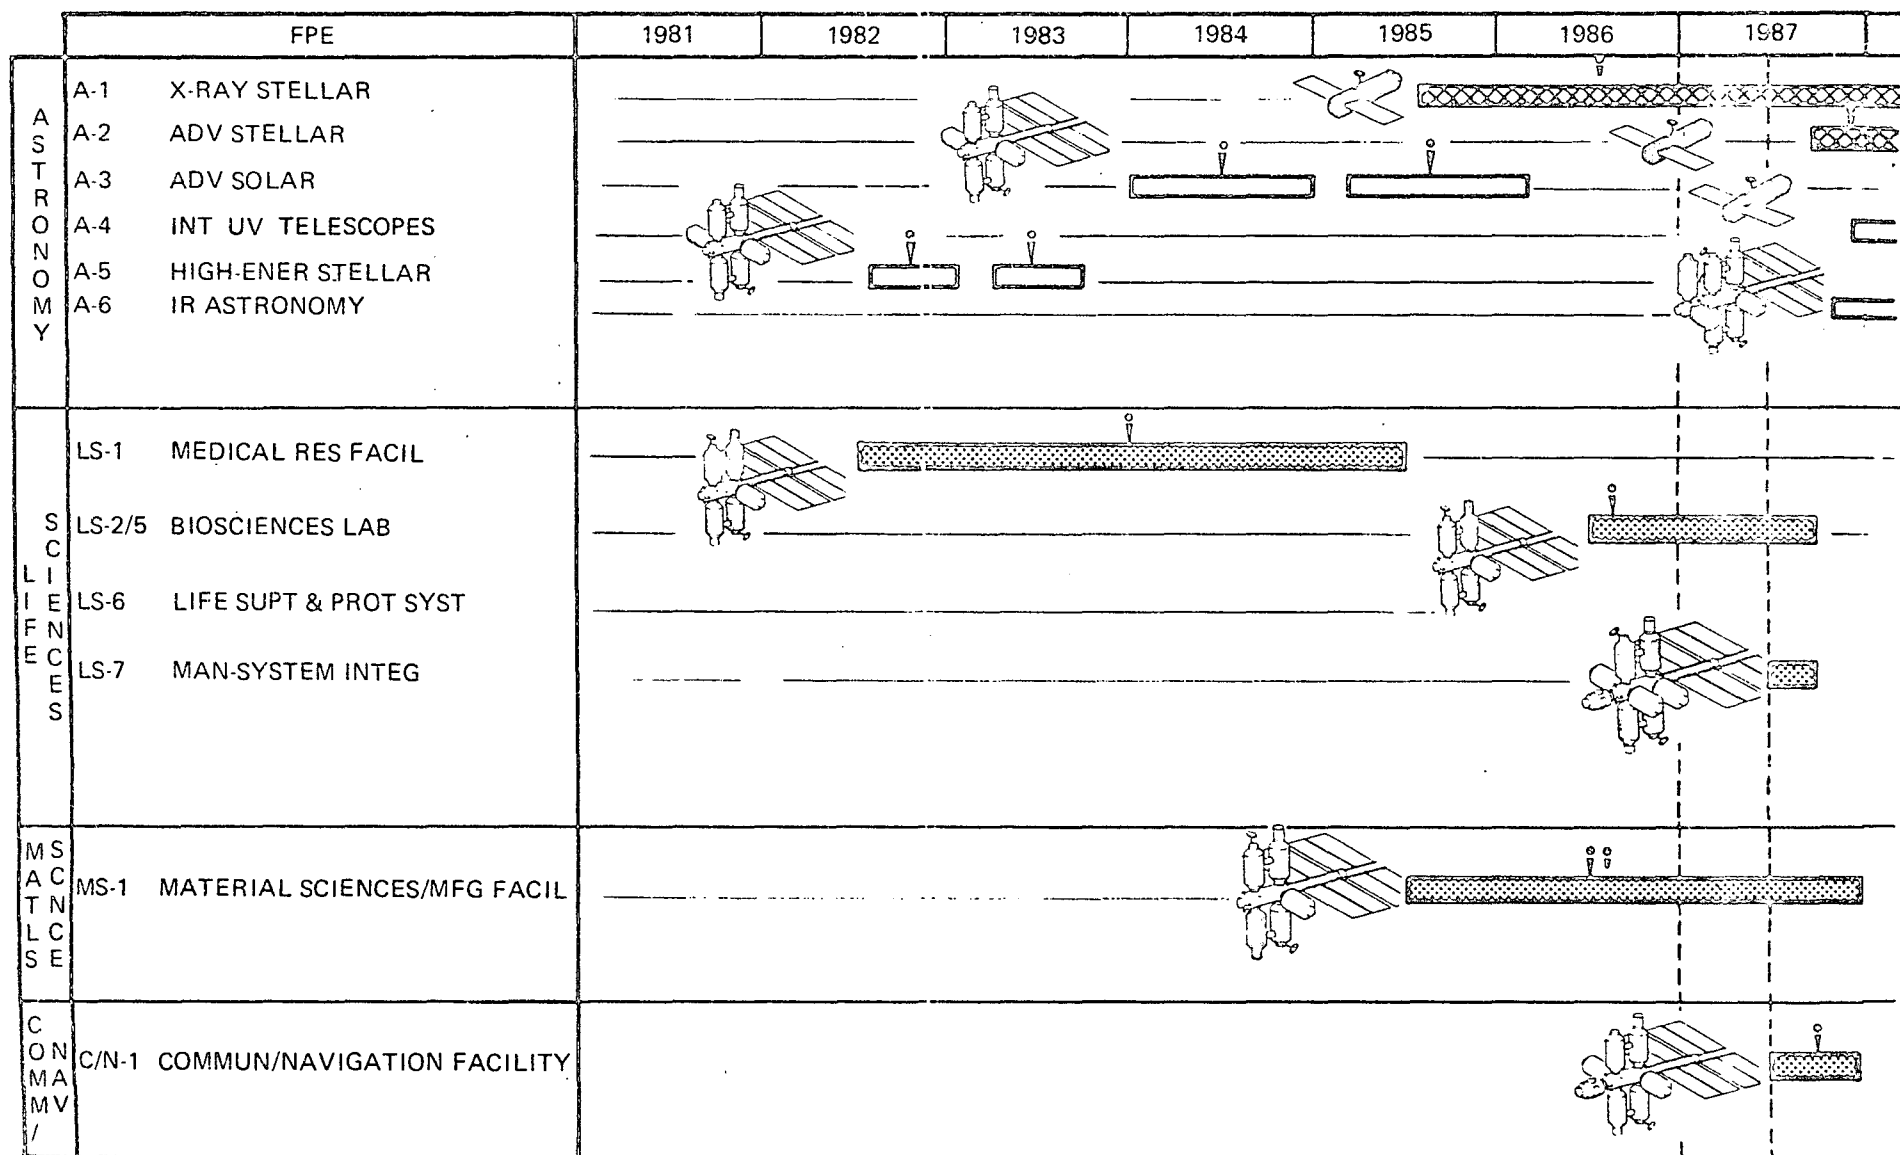 FPE 1981 1982 1983 1984 1985 1986 1987
ASTRONOMY
A-1 X-RAY STELLAR
A-2 ADV STELLAR
A-3 ADV SOLAR
A-4 INT UV TELESCOPES
A-5 HIGH-ENER STELLAR
A-6 IR ASTRONOMY
LIFE SCIENCES
LS-1 MEDICAL RES FACIL
LS-2/5 BIOSCIENCES LAB
LS-6 LIFE SUPT & PROT SYST
LS-7 MAN-SYSTEM INTEG
MATLS SCNCE
MS-1 MATERIAL SCIENCES/MFG FACIL
COMM/ NAV
C/N-1 COMMUN/NAVIGATION FACILITY